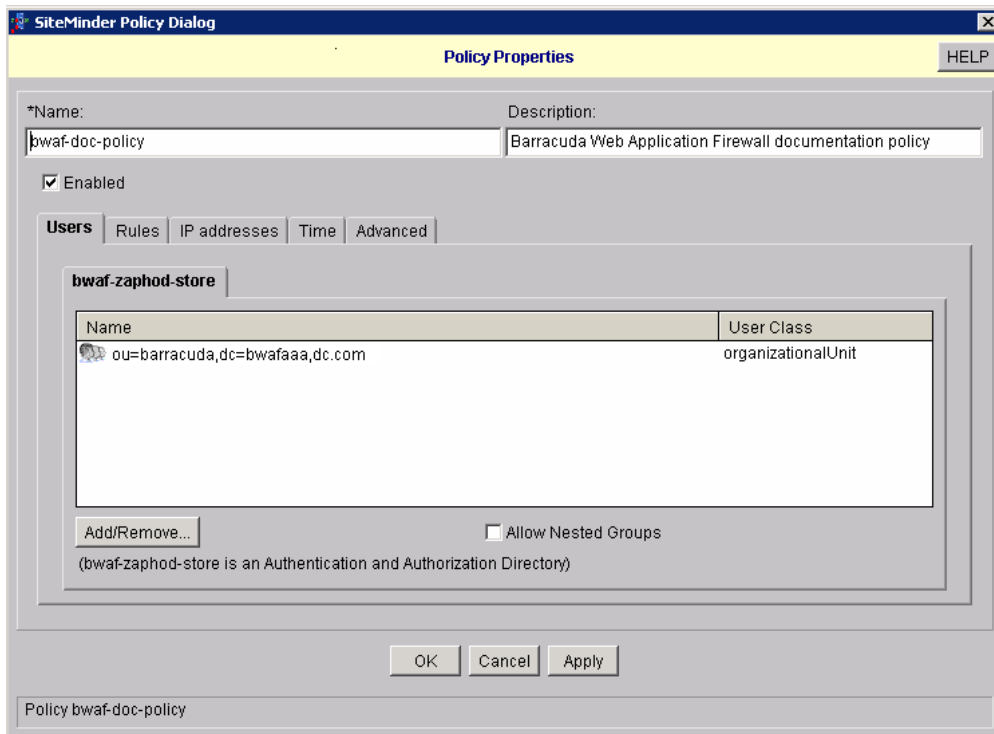 SiteMinder Policy Dialog
Policy Properties
HELP
*Name:
Description:
bwaf-doc-policy
Barracuda Web Application Firewall documentation policy
Enabled
Users Rules IP addresses Time Advanced
bwaf-zaphod-store
Name User Class
ou=barracuda,dc=bwafaaa,dc.com organizationalUnit
Add/Remove... Allow Nested Groups
(bwaf-zaphod-store is an Authentication and Authorization Directory)
OK Cancel Apply
Policy bwaf-doc-policy